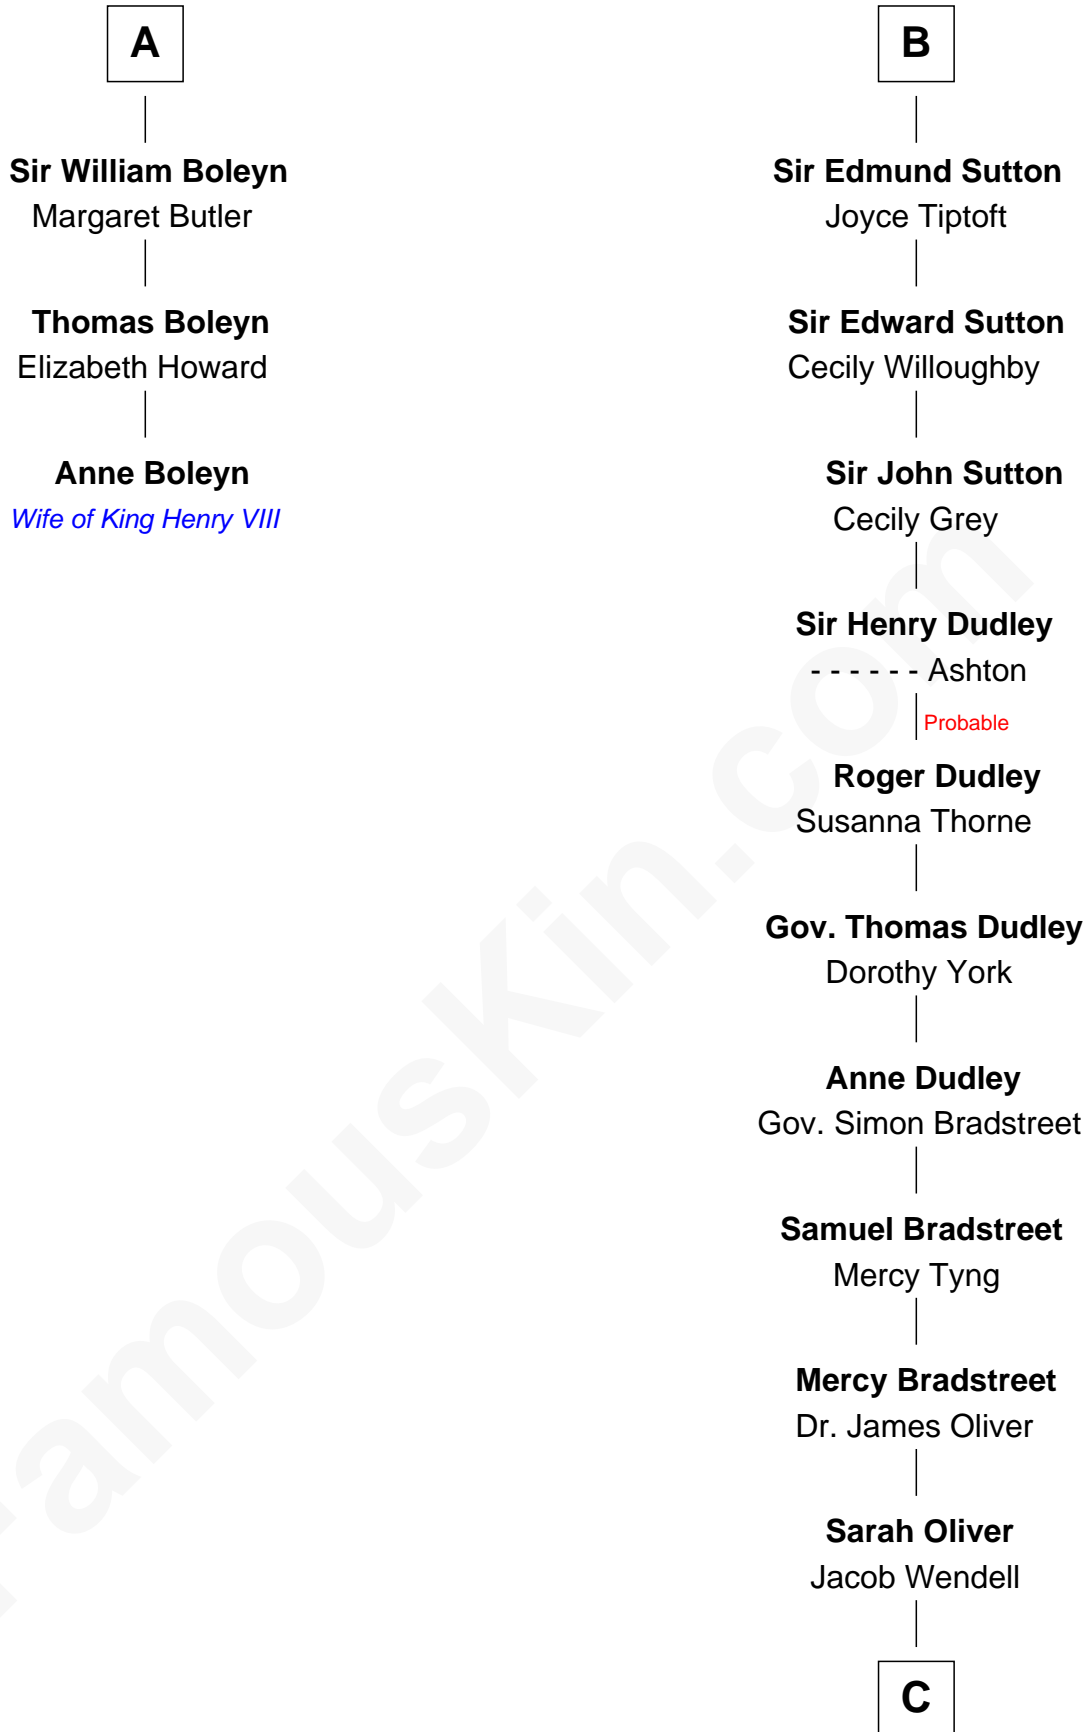 A
Sir William Boleyn
Margaret Butler
Thomas Boleyn
Elizabeth Howard
Anne Boleyn
Wife of King Henry VIII
B
Sir Edmund Sutton
Joyce Tiptoft
Sir Edward Sutton
Cecily Willoughby
Sir John Sutton
Cecily Grey
Sir Henry Dudley
- - - - - - Ashton
Probable
Roger Dudley
Susanna Thorne
Gov. Thomas Dudley
Dorothy York
Anne Dudley
Gov. Simon Bradstreet
Samuel Bradstreet
Mercy Tyng
Mercy Bradstreet
Dr. James Oliver
Sarah Oliver
Jacob Wendell
C
FamousKin.com